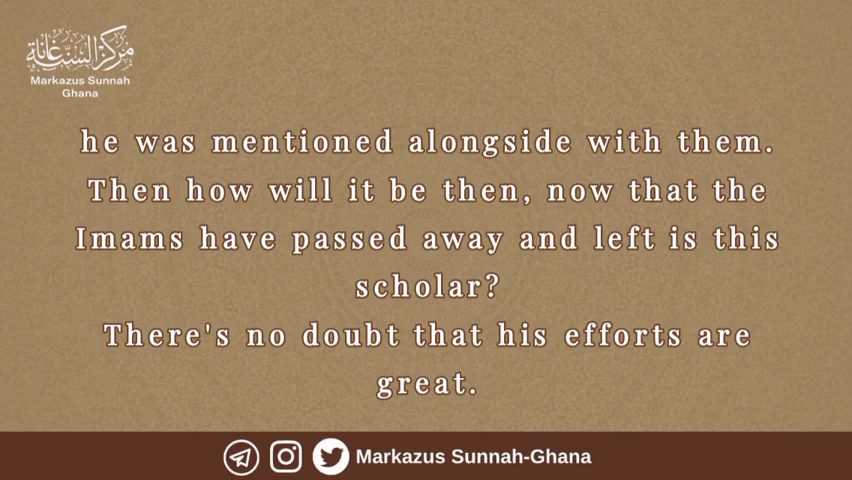 مركز السنة غانة
Markazus Sunnah
Ghana
he was mentioned alongside with them.
Then how will it be then, now that the
Imams have passed away and left is this
scholar?
There's no doubt that his efforts are
great.
Markazus Sunnah-Ghana